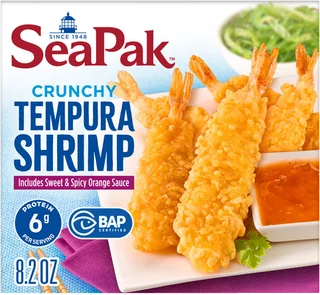 SINCE 1948
SeaPak™
CRUNCHY
TEMPURA
SHRIMP
Includes Sweet & Spicy Orange Sauce
PROTEIN
6g
PER SERVING
BAP
CERTIFIED
8.2 OZ